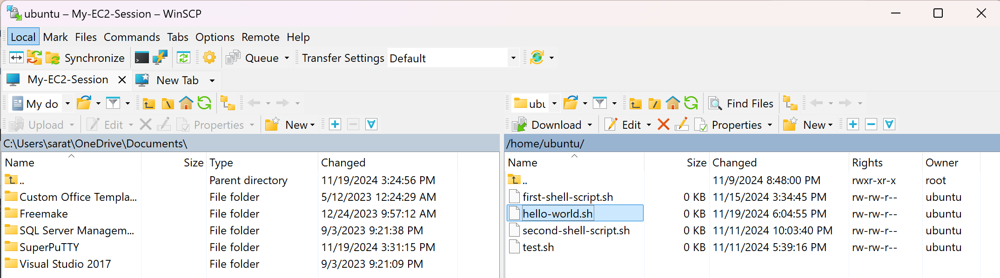 ubuntu – My-EC2-Session – WinSCP
Local Mark Files Commands Tabs Options Remote Help
Synchronize Queue Transfer Settings Default
My-EC2-Session New Tab
My do ubu Find Files
Upload Edit Properties New Download Edit Properties New
C:\Users\sarat\OneDrive\Documents\ /home/ubuntu/
Name Size Type Changed Name Size Changed Rights Owner
.. Parent directory 11/19/2024 3:24:56 PM .. 11/9/2024 8:48:00 PM rwxr-xr-x root
Custom Office Templa... File folder 5/12/2023 12:24:29 AM first-shell-script.sh 0 KB 11/15/2024 3:34:45 PM rw-rw-r-- ubuntu
Freemake File folder 12/24/2023 9:57:12 AM hello-world.sh 0 KB 11/19/2024 6:04:55 PM rw-rw-r-- ubuntu
SQL Server Managem... File folder 9/3/2023 9:21:38 PM second-shell-script.sh 0 KB 11/11/2024 10:03:40 PM rw-rw-r-- ubuntu
SuperPuTTY File folder 11/19/2024 3:31:15 PM test.sh 0 KB 11/11/2024 5:39:16 PM rw-rw-r-- ubuntu
Visual Studio 2017 File folder 9/3/2023 9:21:09 PM